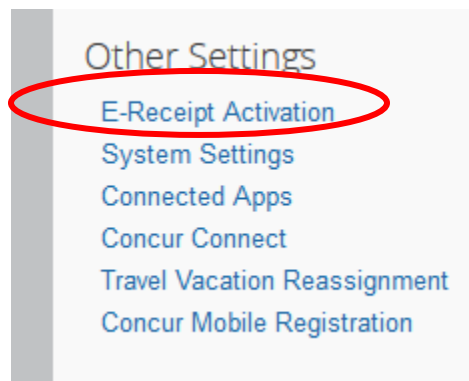 Other Settings
E-Receipt Activation
System Settings
Connected Apps
Concur Connect
Travel Vacation Reassignment
Concur Mobile Registration